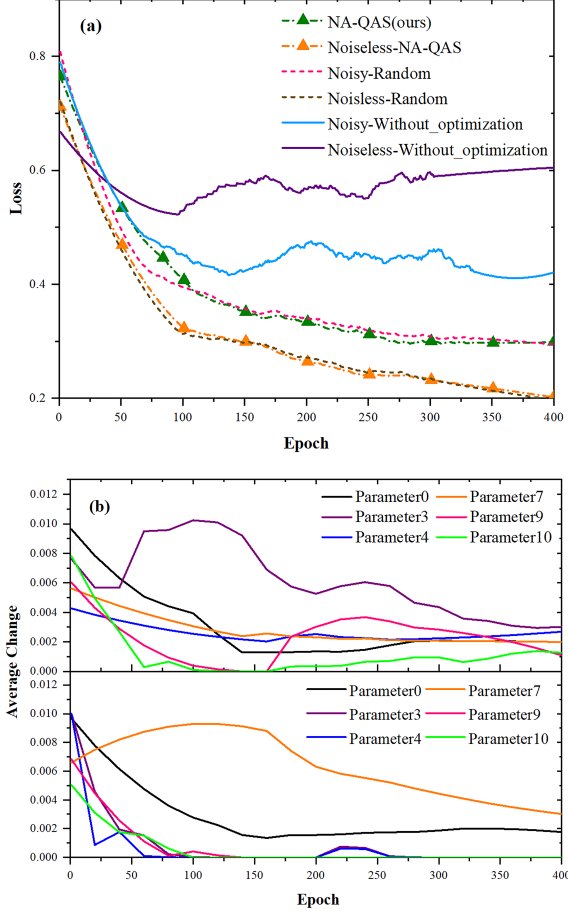 0.8
(a)
NA-QAS(ours)
Noiseless-NA-QAS
Noisy-Random
Noisless-Random
Noisy-Without_optimization
Noiseless-Without_optimization
0.6
Loss
0.4
0.2
0 50 100 150 200 250 300 350 400
Epoch
0.012
(b)
Parameter0 Parameter7
Parameter3 Parameter9
Parameter4 Parameter10
0.010
0.008
0.006
0.004
0.002
0.000
Average Change
0.012
Parameter0 Parameter7
Parameter3 Parameter9
Parameter4 Parameter10
0.010
0.008
0.006
0.004
0.002
0.000
0 50 100 150 200 250 300 350 400
Epoch